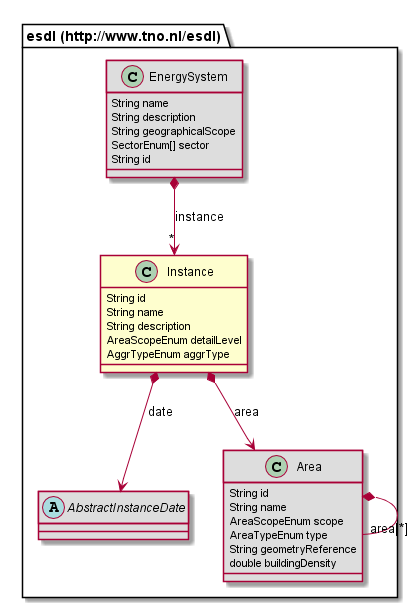 esdl (http://www.tno.nl/esdl)
C EnergySystem
String name
String description
String geographicalScope
SectorEnum[] sector
String id
instance
*
C Instance
String id
String name
String description
AreaScopeEnum detailLevel
AggrTypeEnum aggrType
date
area
C Area
String id
String name
AreaScopeEnum scope
AreaTypeEnum type
String geometryReference
double buildingDensity
area[*]
A AbstractInstanceDate